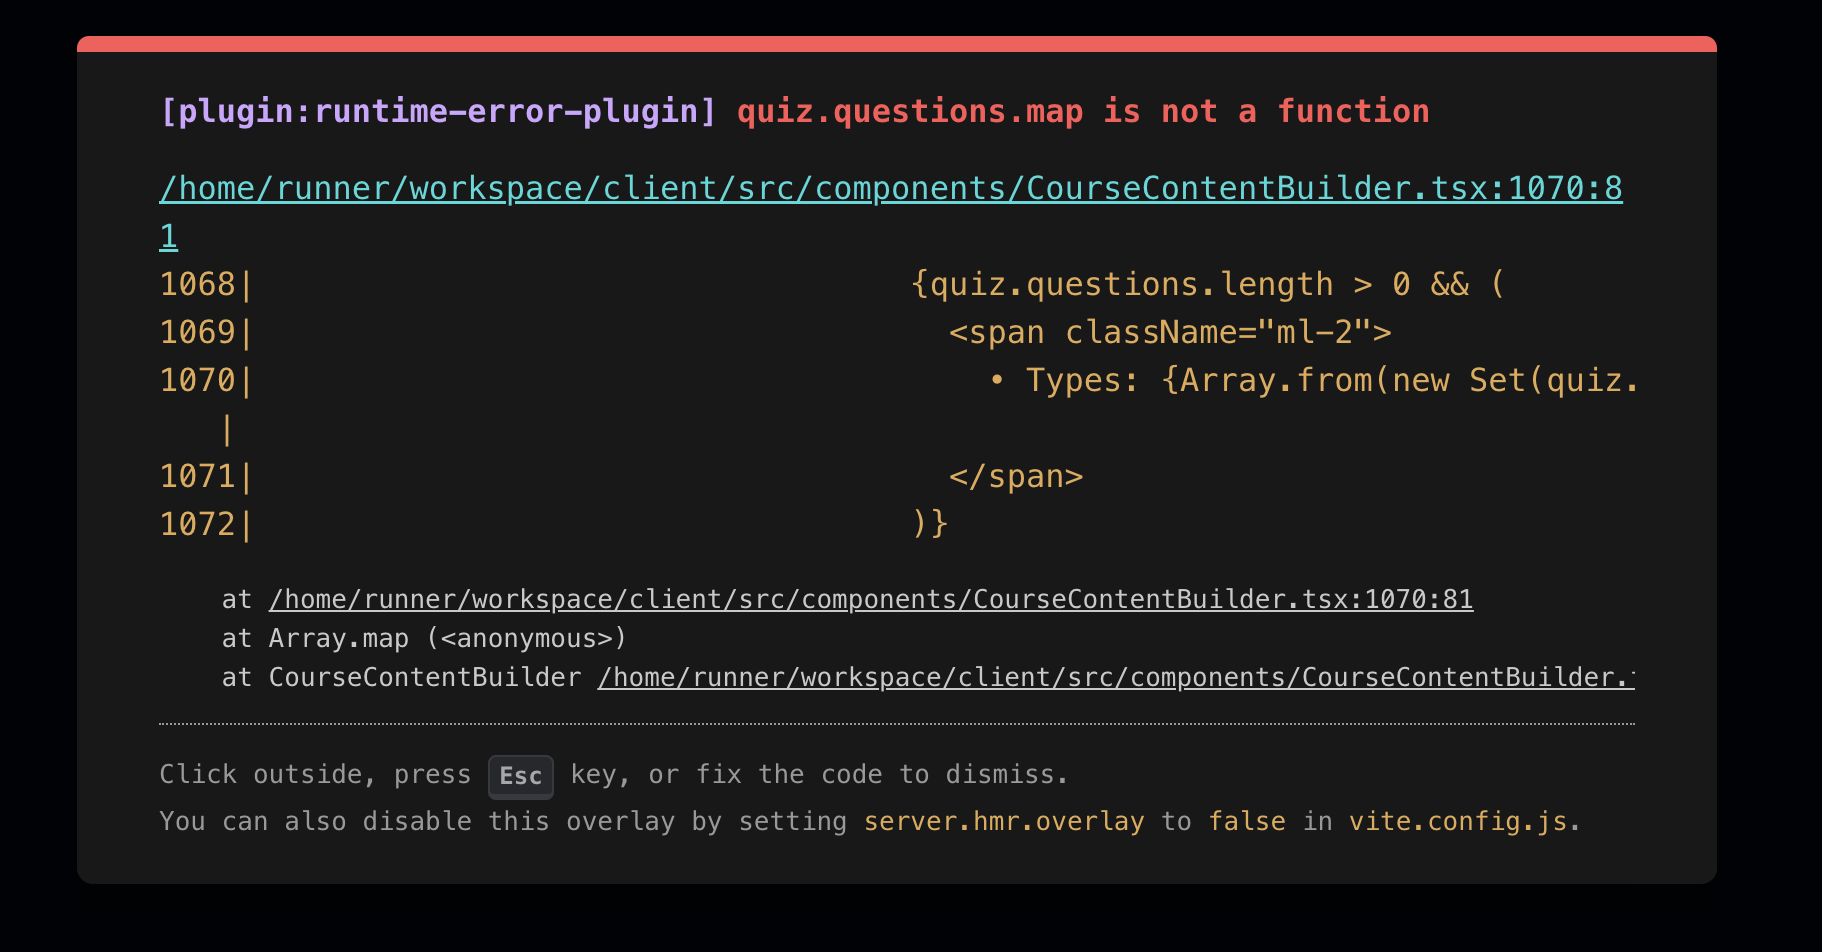 [plugin:runtime-error-plugin] quiz.questions.map is not a function
/home/runner/workspace/client/src/components/CourseContentBuilder.tsx:1070:8
1
1068| {quiz.questions.length > 0 && (
1069| <span className="ml-2">
1070| • Types: {Array.from(new Set(quiz.
|
1071| </span>
1072| )}
at /home/runner/workspace/client/src/components/CourseContentBuilder.tsx:1070:81
at Array.map (<anonymous>)
at CourseContentBuilder /home/runner/workspace/client/src/components/CourseContentBuilder.
Click outside, press Esc key, or fix the code to dismiss.
You can also disable this overlay by setting server.hmr.overlay to false in vite.config.js.